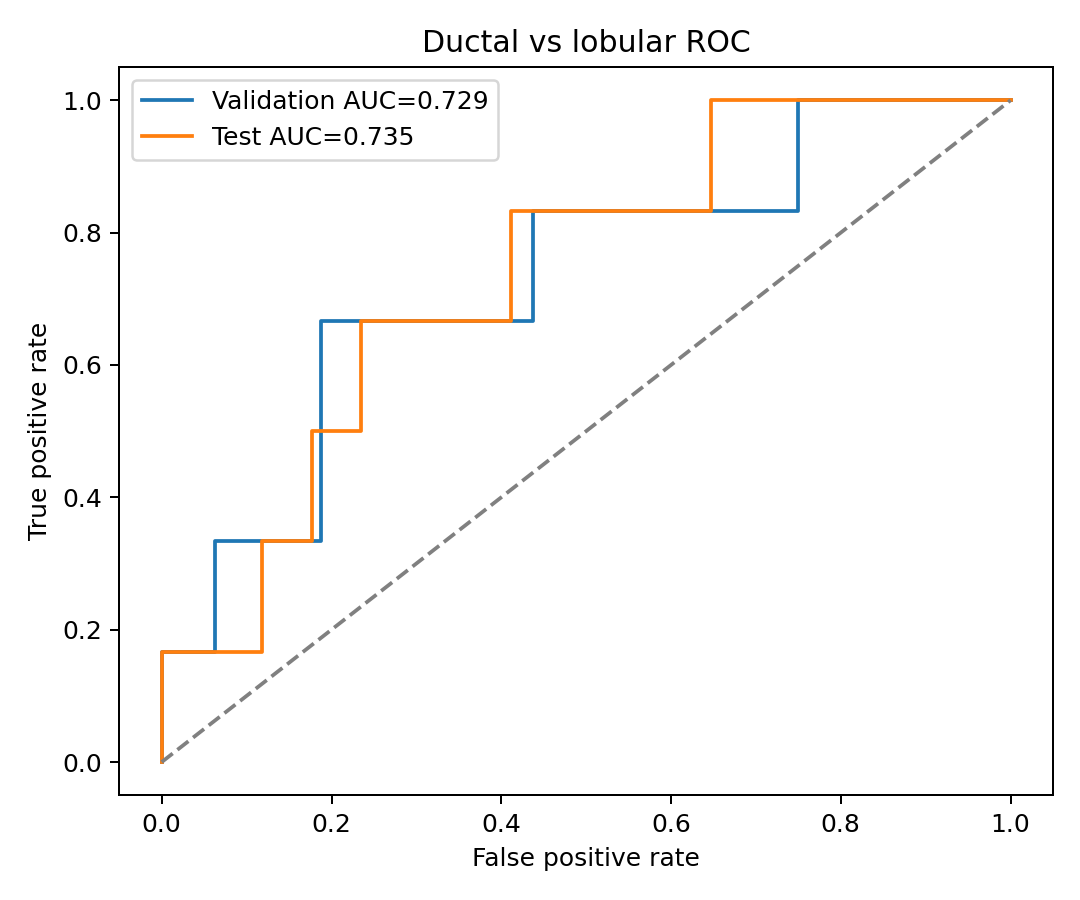 Ductal vs lobular ROC
Validation AUC=0.729
Test AUC=0.735
1.0
0.8
0.6
0.4
0.2
0.0
True positive rate
0.0 0.2 0.4 0.6 0.8 1.0
False positive rate